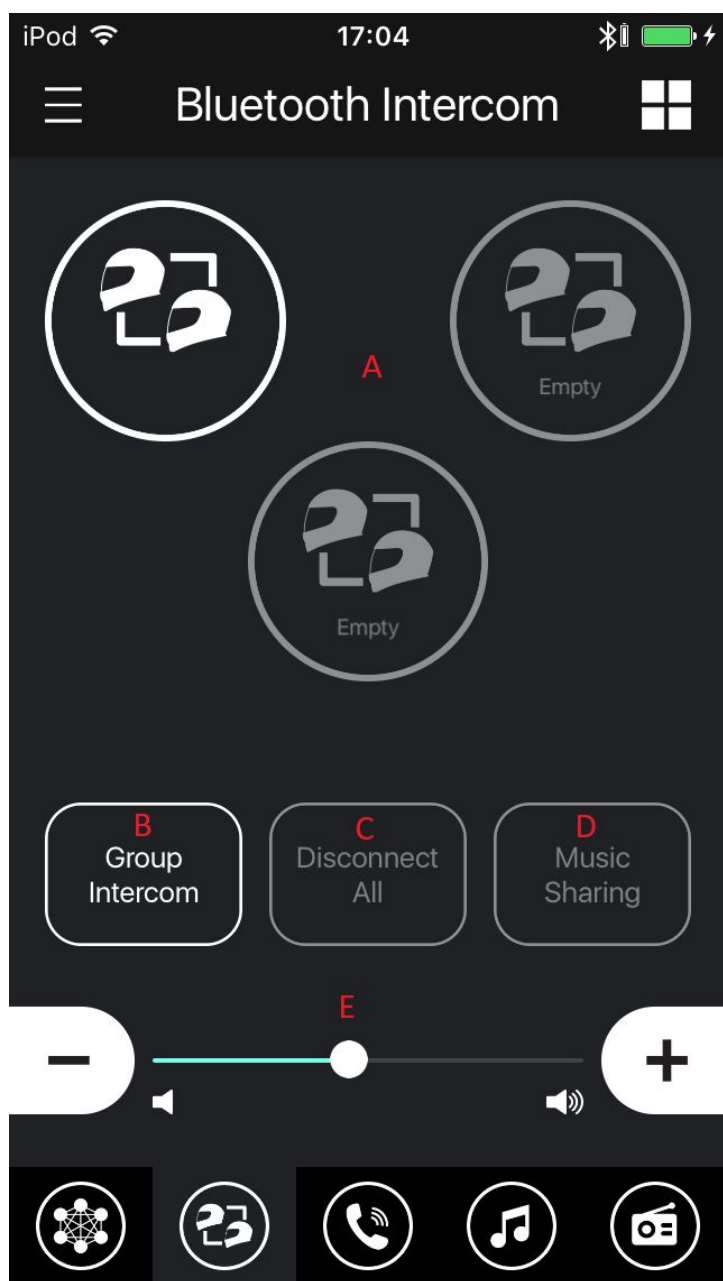 iPod 17:04
Bluetooth Intercom
A
Empty
Empty
B
Group
Intercom
C
Disconnect
All
D
Music
Sharing
E